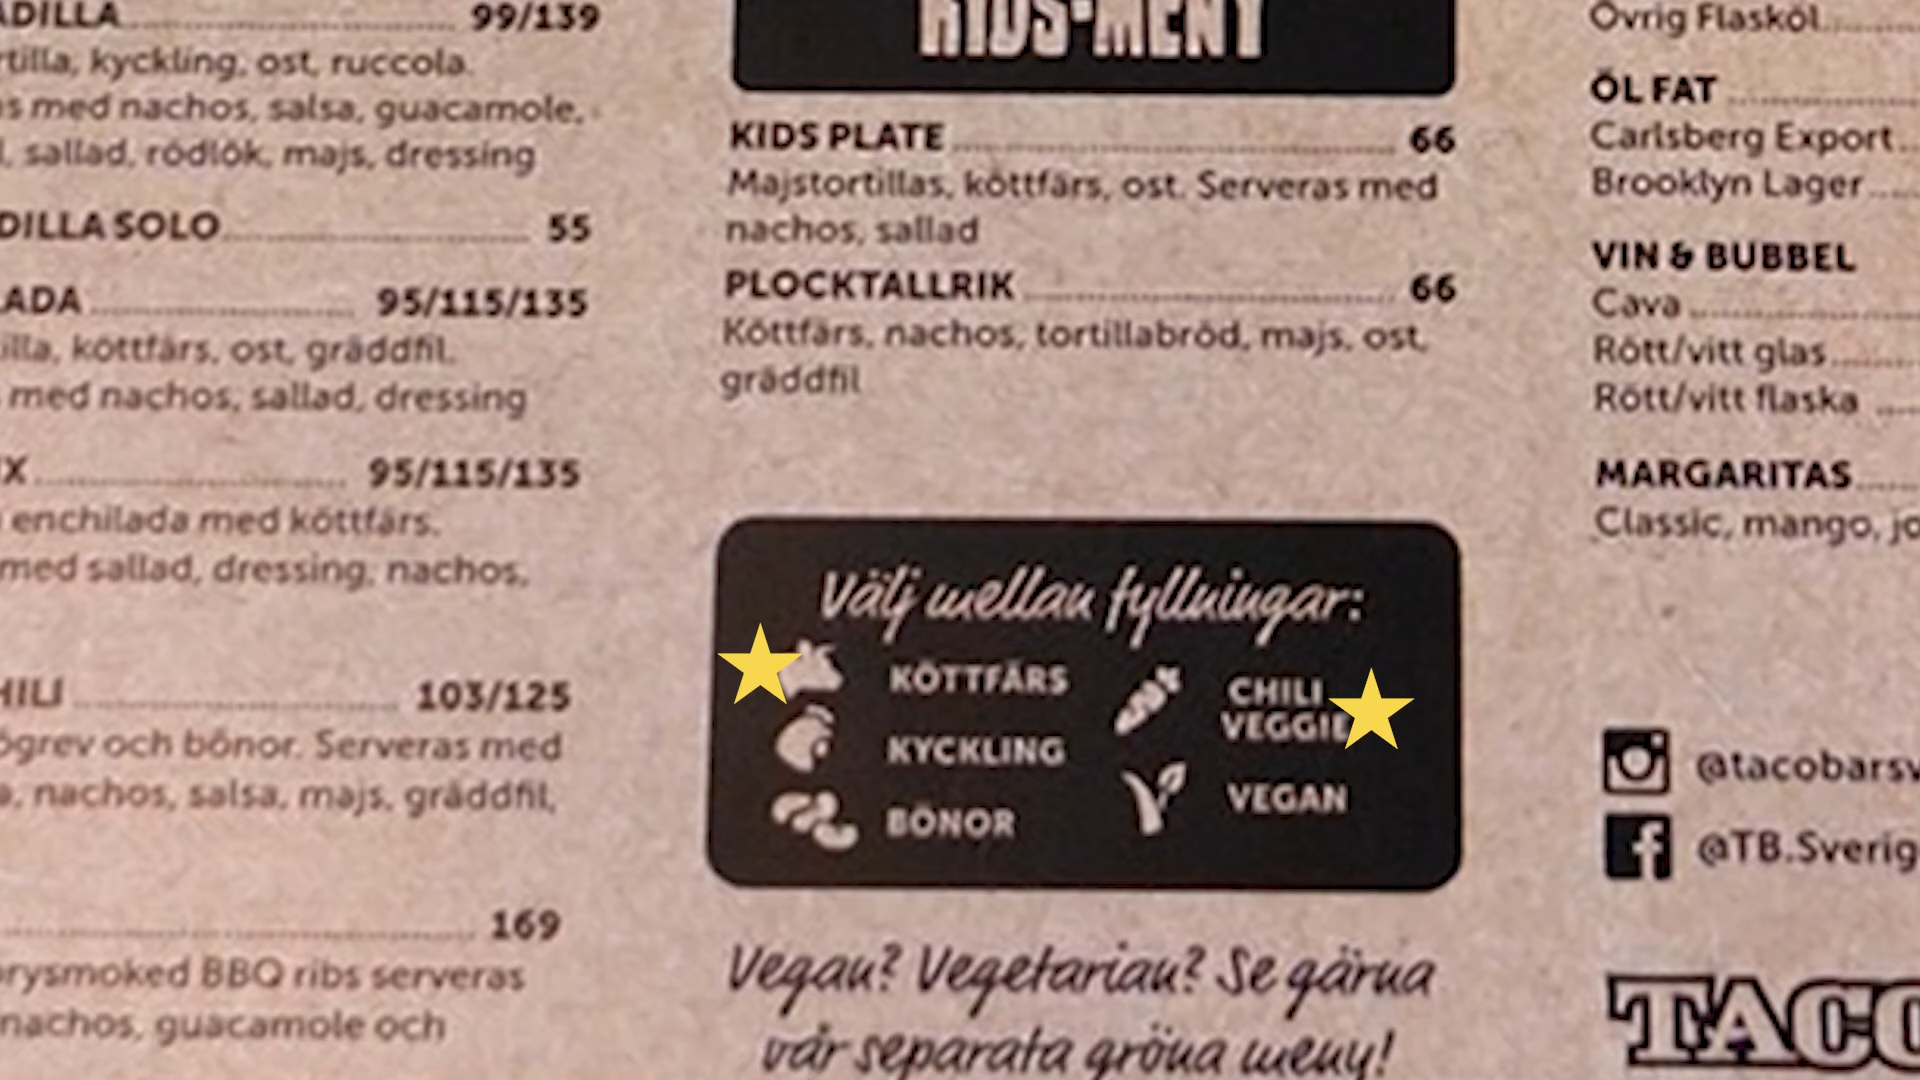 ADILLA 99/139
rtilla, kyckling, ost, ruccola.
s med nachos, salsa, guacamole,
l, sallad, rödlök, majs, dressing
DILLA SOLO 55
LADA 95/115/135
illa, köttfärs, ost, gräddfil.
med nachos, sallad, dressing
X 95/115/135
enchilada med köttfärs.
med sallad, dressing, nachos,
HILI 103/125
ögrev och bönor. Serveras med
a, nachos, salsa, majs, gräddfil,
169
rysmoked BBQ ribs serveras
nachos, guacamole och
KIDS-MENY
KIDS PLATE 66
Majstortillas, köttfärs, ost. Serveras med
nachos, sallad
PLOCKTALLRIK 66
Köttfärs, nachos, tortillabröd, majs, ost,
gräddfil
Välj mellan fyllningar:
KÖTTFÄRS
KYCKLING
BÖNOR
CHILI
VEGGIE
VEGAN
Vegan? Vegetarian? Se gärna
vår separata gröna meny!
Övrig Flasköl
ÖL FAT
Carlsberg Export
Brooklyn Lager
VIN & BUBBEL
Cava
Rött/vitt glas
Rött/vitt flaska
MARGARITAS
Classic, mango, jo
@tacobarsv
@TB.Sverig
TACO